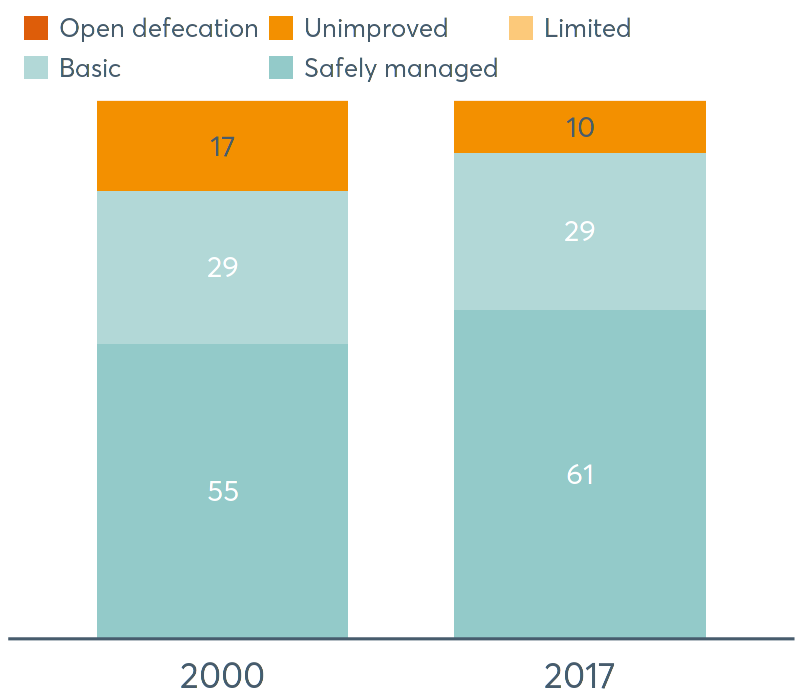 Open defecation Unimproved Limited
Basic Safely managed
17 10
29 29
55 61
2000 2017